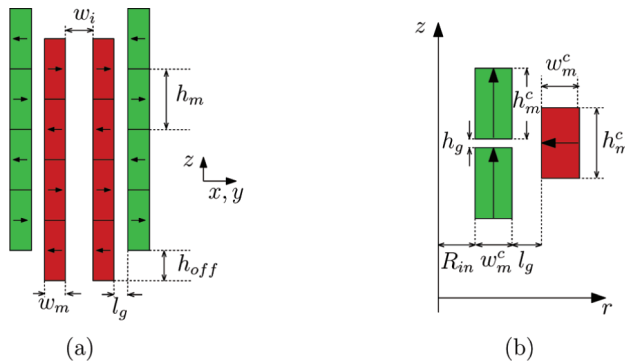 w_i
h_m
z
x, y
h_off
w_m
l_g
(a)
z
w_m^c
h_m^c
h_g
h_m^c
R_in w_m^c l_g
r
(b)